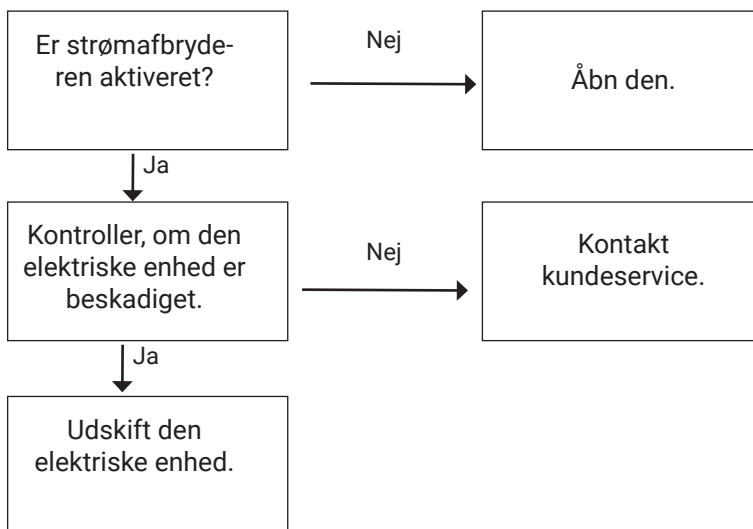 Er strømafbryde-
ren aktiveret?
Nej
Åbn den.
Ja
Kontroller, om den
elektriske enhed er
beskadiget.
Nej
Kontakt
kundeservice.
Ja
Udskift den
elektriske enhed.